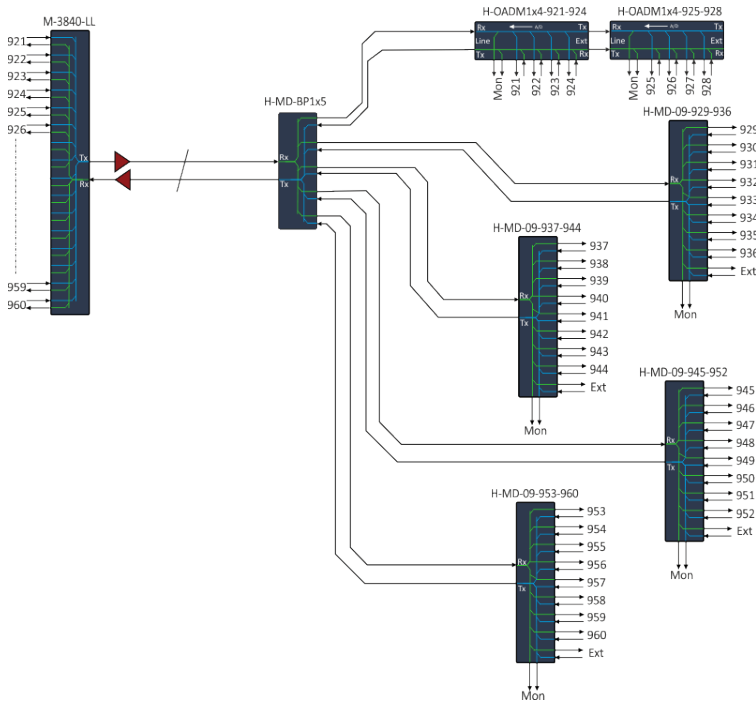 M-3840-LL
921
922
923
924
925
926
959
960
Tx
Rx
H-MD-BP1x5
Rx
Tx
H-OADM1x4-921-924
Rx
A/D
Tx
Line
Ext
Tx
Rx
Mon
921
922
923
924
H-OADM1x4-925-928
Rx
A/D
Tx
Line
Ext
Tx
Rx
Mon
925
926
927
928
H-MD-09-929-936
929
930
931
932
933
934
935
936
Ext
Rx
Tx
Mon
H-MD-09-937-944
937
938
939
940
941
942
943
944
Ext
Rx
Tx
Mon
H-MD-09-945-952
945
946
947
948
949
950
951
952
Ext
Rx
Tx
Mon
H-MD-09-953-960
953
954
955
956
957
958
959
960
Ext
Rx
Tx
Mon